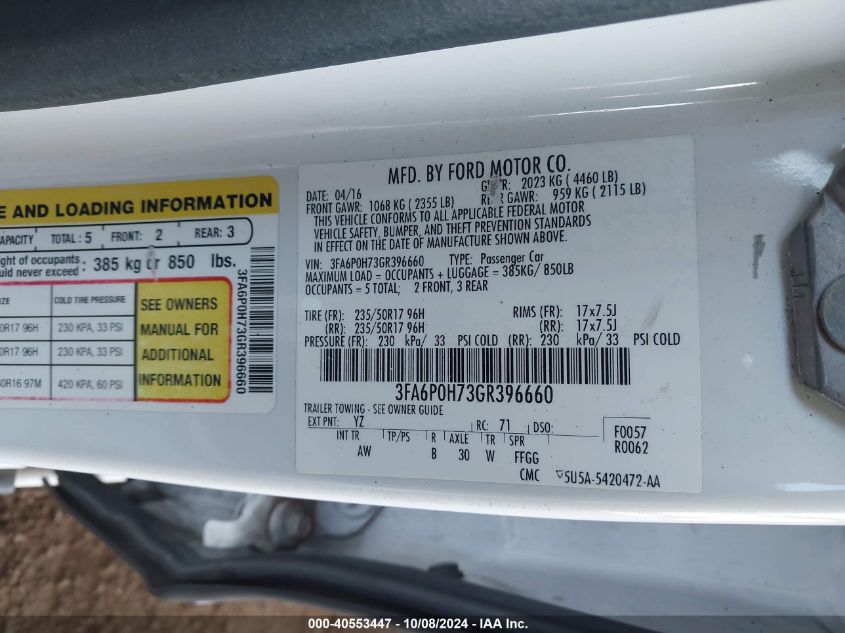 E AND LOADING INFORMATION
APACITY TOTAL: 5 FRONT: 2 REAR: 3
ght of occupants
ould never exceed: 385 kg or 850 lbs.
ZE COLD TIRE PRESSURE
0R17 96H 230 KPA, 33 PSI
0R17 96H 230 KPA, 33 PSI
0R16 97M 420 KPA, 60 PSI
SEE OWNERS
MANUAL FOR
ADDITIONAL
INFORMATION
3FA6P0H73GR396660
MFD. BY FORD MOTOR CO.
DATE: 04/16 2023 KG ( 4460 LB)
FRONT GAWR: 1068 KG ( 2355 LB) GAWR: 959 KG ( 2115 LB)
THIS VEHICLE CONFORMS TO ALL APPLICABLE FEDERAL MOTOR
VEHICLE SAFETY, BUMPER, AND THEFT PREVENTION STANDARDS
IN EFFECT ON THE DATE OF MANUFACTURE SHOWN ABOVE.
VIN: 3FA6P0H73GR396660 TYPE: Passenger Car
MAXIMUM LOAD = OCCUPANTS + LUGGAGE = 385KG/ 850LB
OCCUPANTS = 5 TOTAL; 2 FRONT, 3 REAR
TIRE (FR): 235/50R17 96H RIMS (FR): 17x7.5J
(RR): 235/50R17 96H (RR): 17x7.5J
PRESSURE (FR): 230 kPa/ 33 PSI COLD (RR): 230 kPa/ 33 PSI COLD
3FA6P0H73GR396660
TRAILER TOWING - SEE OWNER GUIDE
EXT PNT: YZ RC: 71 DSO: F0057
INT TR TP/PS R AXLE TR SPR R0062
AW B 30 W FFGG
CMC 5U5A-5420472-AA
000-40553447 - 10/08/2024 - IAA Inc.